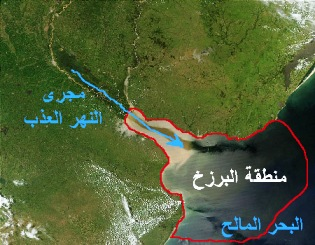 مجرى
النهر العذب
منطقة البرزخ
البحر المالح